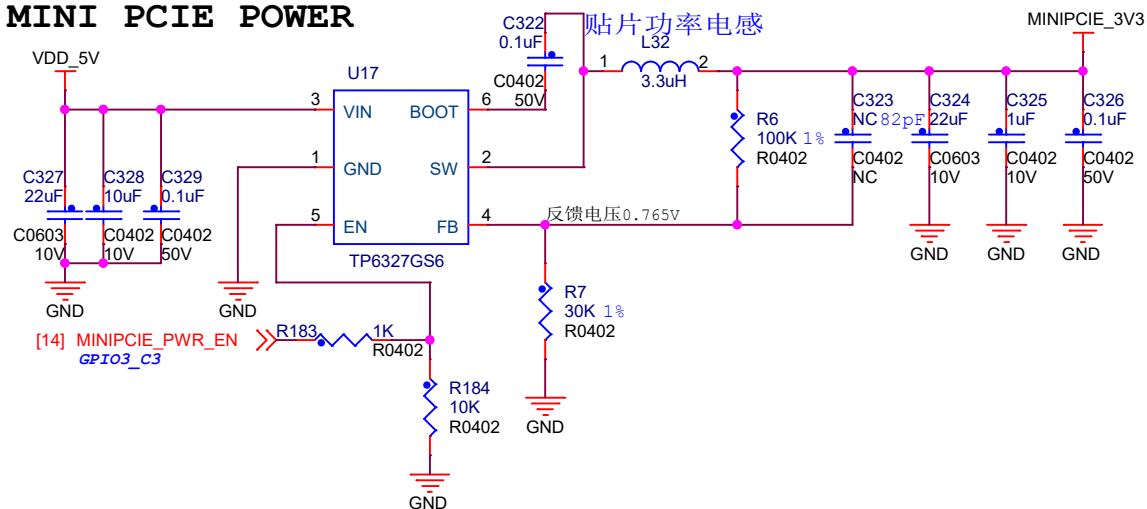 MINI PCIE POWER
C322
0.1uF
C0402
50V
贴片功率电感
L32
1
2
3.3uH
MINIPCIE_3V3
VDD_5V
U17
3
VIN
BOOT
6
1
GND
SW
2
5
EN
FB
4
TP6327GS6
C327
22uF
C0603
10V
C328
10uF
C0402
10V
C329
0.1uF
C0402
50V
GND
GND
R6
100K 1%
R0402
C323
NC 82pF
C0402
NC
C324
22uF
C0603
10V
C325
1uF
C0402
10V
C326
0.1uF
C0402
50V
GND
GND
GND
反馈电压0.765V
R7
30K 1%
R0402
GND
[14] MINIPCIE_PWR_EN
GPIO3_C3
R183
1K
R0402
R184
10K
R0402
GND